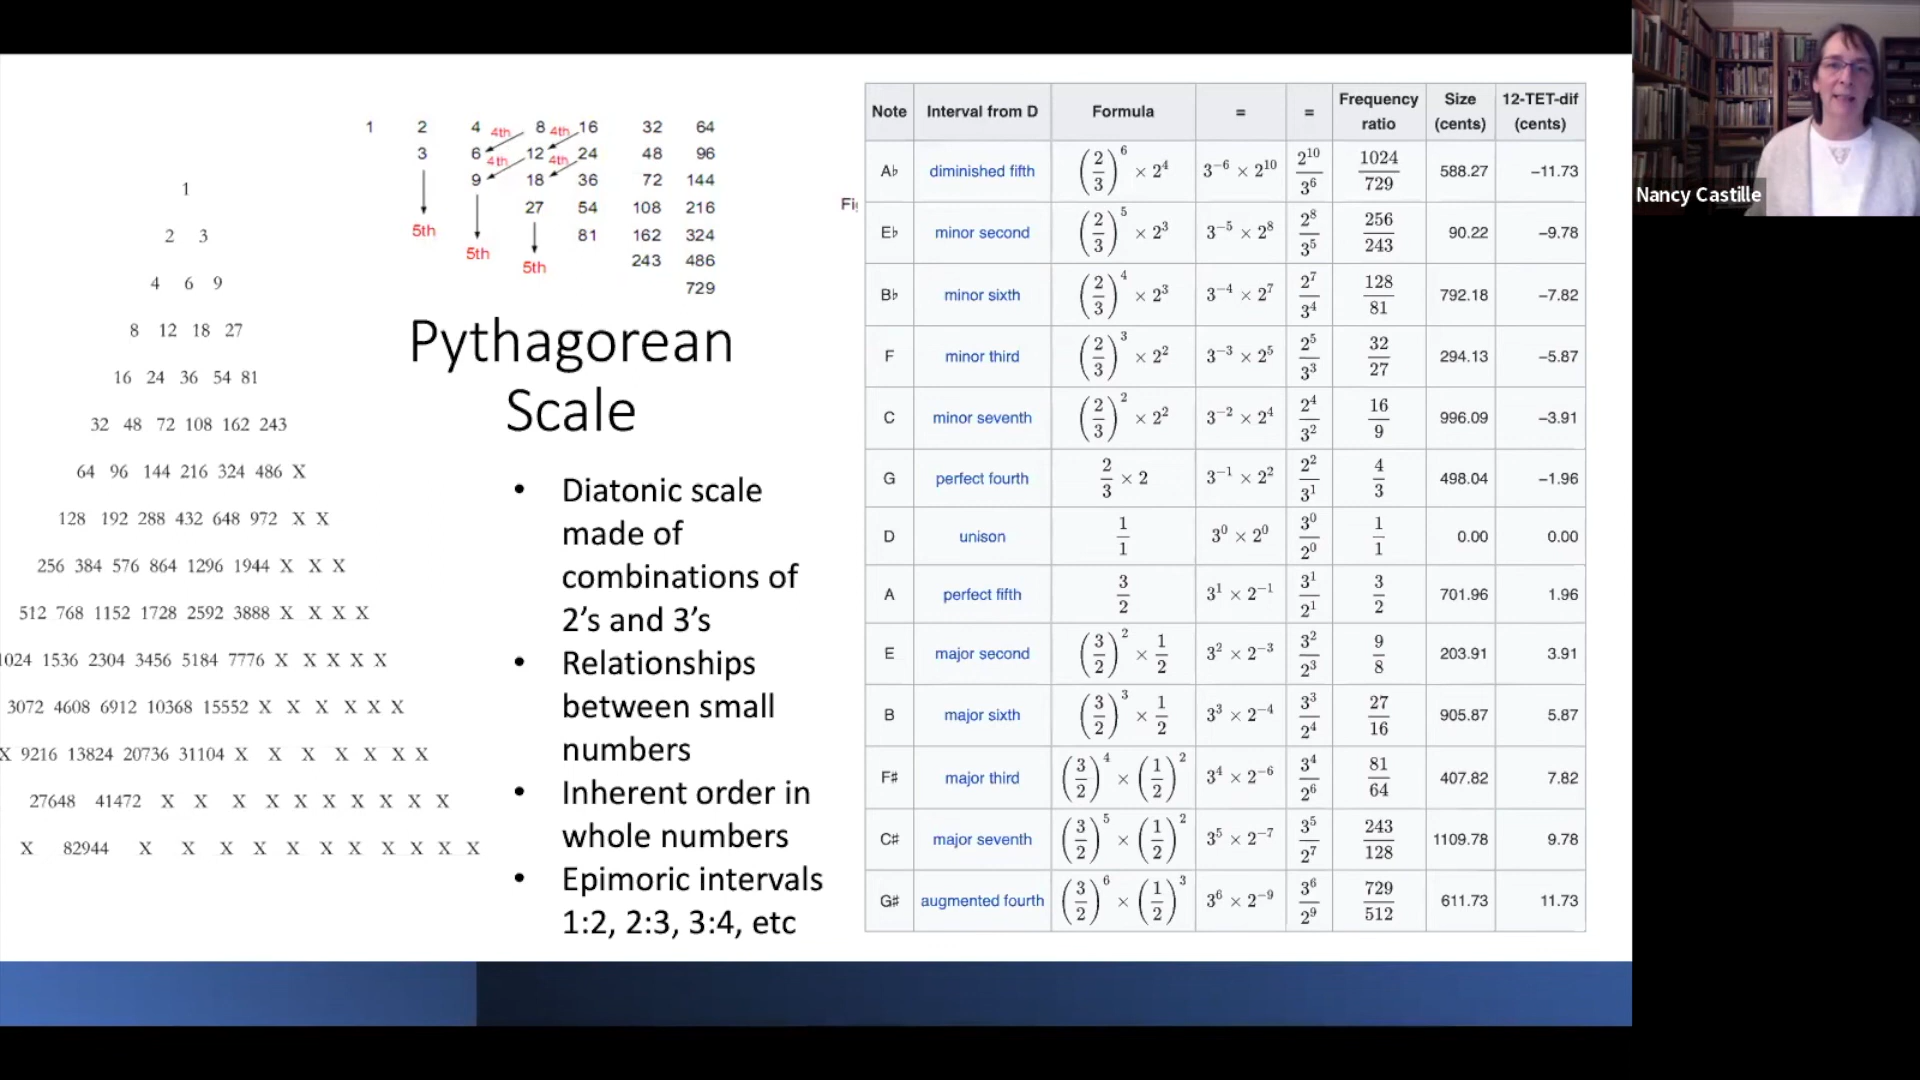 1
2 3
4 6 9
8 12 18 27
16 24 36 54 81
32 48 72 108 162 243
64 96 144 216 324 486 X
128 192 288 432 648 972 X X
256 384 576 864 1296 1944 X X X
512 768 1152 1728 2592 3888 X X X X
1024 1536 2304 3456 5184 7776 X X X X X
3072 4608 6912 10368 15552 X X X X X X
X 9216 13824 20736 31104 X X X X X X X
27648 41472 X X X X X X X X X X
X 82944 X X X X X X X X X X X
1 2 4 4th 8 4th 16 32 64
3 6 4th 12 4th 24 48 96
9 18 36 72 144
27 54 108 216
5th 81 162 324
5th 243 486
5th
729
Pythagorean
Scale
• Diatonic scale
made of
combinations of
2’s and 3’s
• Relationships
between small
numbers
• Inherent order in
whole numbers
• Epimoric intervals
1:2, 2:3, 3:4, etc
Note Interval from D Formula = = Frequency ratio Size (cents) 12-TET-dif (cents)
A♭ diminished fifth (2/3)^6 × 2^4 3^−6 × 2^10 2^10/3^6 1024/729 588.27 −11.73
E♭ minor second (2/3)^5 × 2^3 3^−5 × 2^8 2^8/3^5 256/243 90.22 −9.78
B♭ minor sixth (2/3)^4 × 2^3 3^−4 × 2^7 2^7/3^4 128/81 792.18 −7.82
F minor third (2/3)^3 × 2^2 3^−3 × 2^5 2^5/3^3 32/27 294.13 −5.87
C minor seventh (2/3)^2 × 2^2 3^−2 × 2^4 2^4/3^2 16/9 996.09 −3.91
G perfect fourth 2/3 × 2 3^−1 × 2^2 2^2/3^1 4/3 498.04 −1.96
D unison 1/1 3^0 × 2^0 3^0/2^0 1/1 0.00 0.00
A perfect fifth 3/2 3^1 × 2^−1 3^1/2^1 3/2 701.96 1.96
E major second (3/2)^2 × 1/2 3^2 × 2^−3 3^2/2^3 9/8 203.91 3.91
B major sixth (3/2)^3 × 1/2 3^3 × 2^−4 3^3/2^4 27/16 905.87 5.87
F♯ major third (3/2)^4 × (1/2)^2 3^4 × 2^−6 3^4/2^6 81/64 407.82 7.82
C♯ major seventh (3/2)^5 × (1/2)^2 3^5 × 2^−7 3^5/2^7 243/128 1109.78 9.78
G♯ augmented fourth (3/2)^6 × (1/2)^3 3^6 × 2^−9 3^6/2^9 729/512 611.73 11.73
Nancy Castille